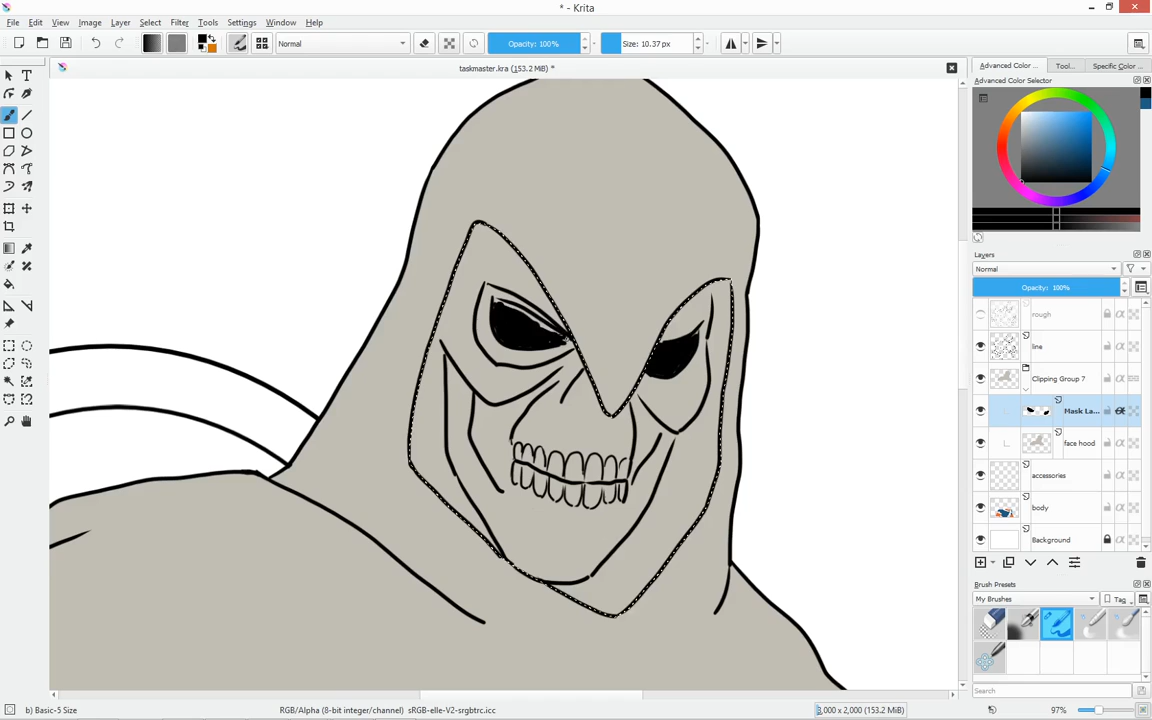 * - Krita
File Edit View Image Layer Select Filter Tools Settings Window Help
Normal Opacity: 100% Size: 10.37 px
taskmaster.kra (153.2 MiB) *
Advanced Color ... Tool... Specific Color ...
Advanced Color Selector
Layers
Normal
Opacity: 100%
rough
line
Clipping Group 7
Mask La...
face hood
accessories
body
Background
Brush Presets
My Brushes Tag
Search
b) Basic-5 Size RGB/Alpha (8-bit integer/channel) sRGB-elle-V2-srgbtrc.icc 3,000 x 2,000 (153.2 MiB) 97%